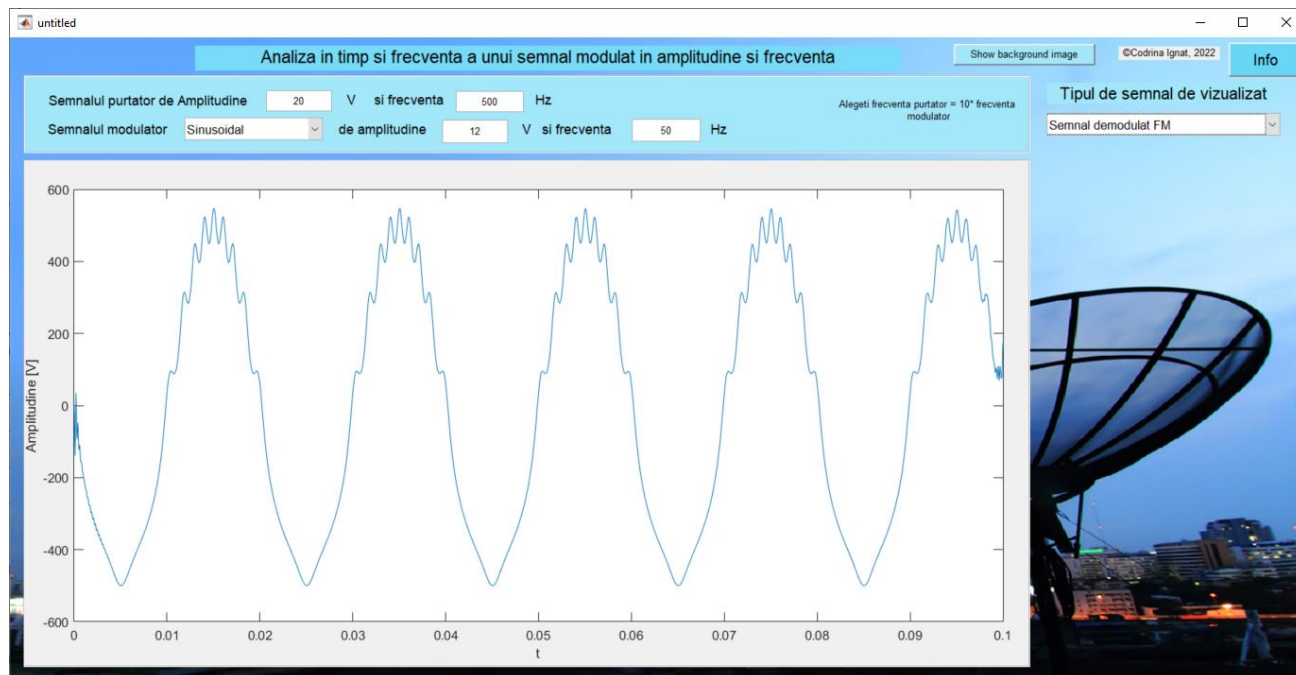 untitled
Analiza in timp si frecventa a unui semnal modulat in amplitudine si frecventa
Show background image
©Codrina Ignat, 2022
Info
Semnalul purtator de Amplitudine 20 V si frecventa 500 Hz
Semnalul modulator Sinusoidal de amplitudine 12 V si frecventa 50 Hz
Alegeti frecventa purtator = 10* frecventa
modulator
Tipul de semnal de vizualizat
Semnal demodulat FM
Amplitudine [V]
600
400
200
0
-200
-400
-600
0 0.01 0.02 0.03 0.04 0.05 0.06 0.07 0.08 0.09 0.1
t